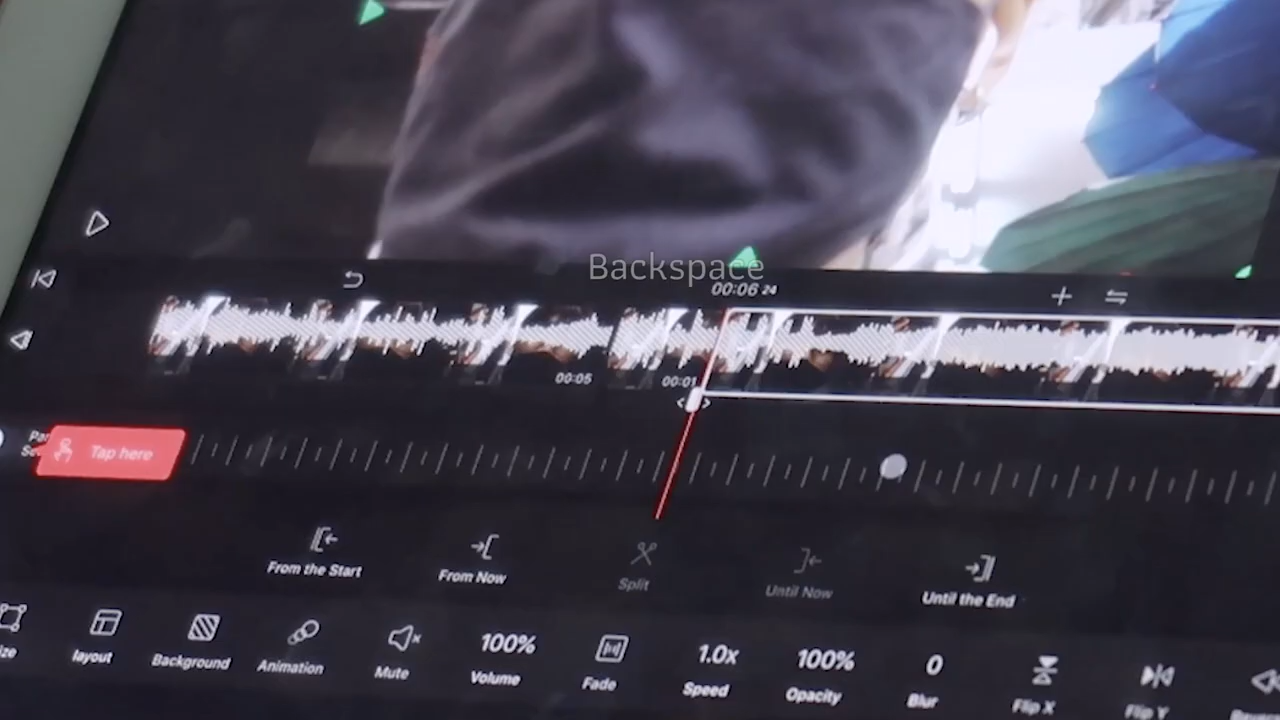 Backspace
00:06 24
00:05
00:01
Tap here
From the Start
From Now
Split
Until Now
Until the End
layout
Background
Animation
Mute
100%
Volume
Fade
1.0x
Speed
100%
Opacity
0
Blur
Flip X
Flip Y